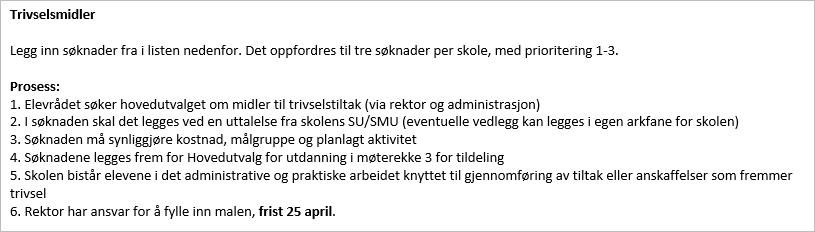 Trivselsmidler
Legg inn søknader fra i listen nedenfor. Det oppfordres til tre søknader per skole, med prioritering 1-3.
Prosess:
1. Elevrådet søker hovedutvalget om midler til trivselstiltak (via rektor og administrasjon)
2. I søknaden skal det legges ved en uttalelse fra skolens SU/SMU (eventuelle vedlegg kan legges i egen arkfane for skolen)
3. Søknaden må synliggjøre kostnad, målgruppe og planlagt aktivitet
4. Søknadene legges frem for Hovedutvalg for utdanning i møterekke 3 for tildeling
5. Skolen bistår elevene i det administrative og praktiske arbeidet knyttet til gjennomføring av tiltak eller anskaffelser som fremmer
trivsel
6. Rektor har ansvar for å fylle inn malen, frist 25 april.